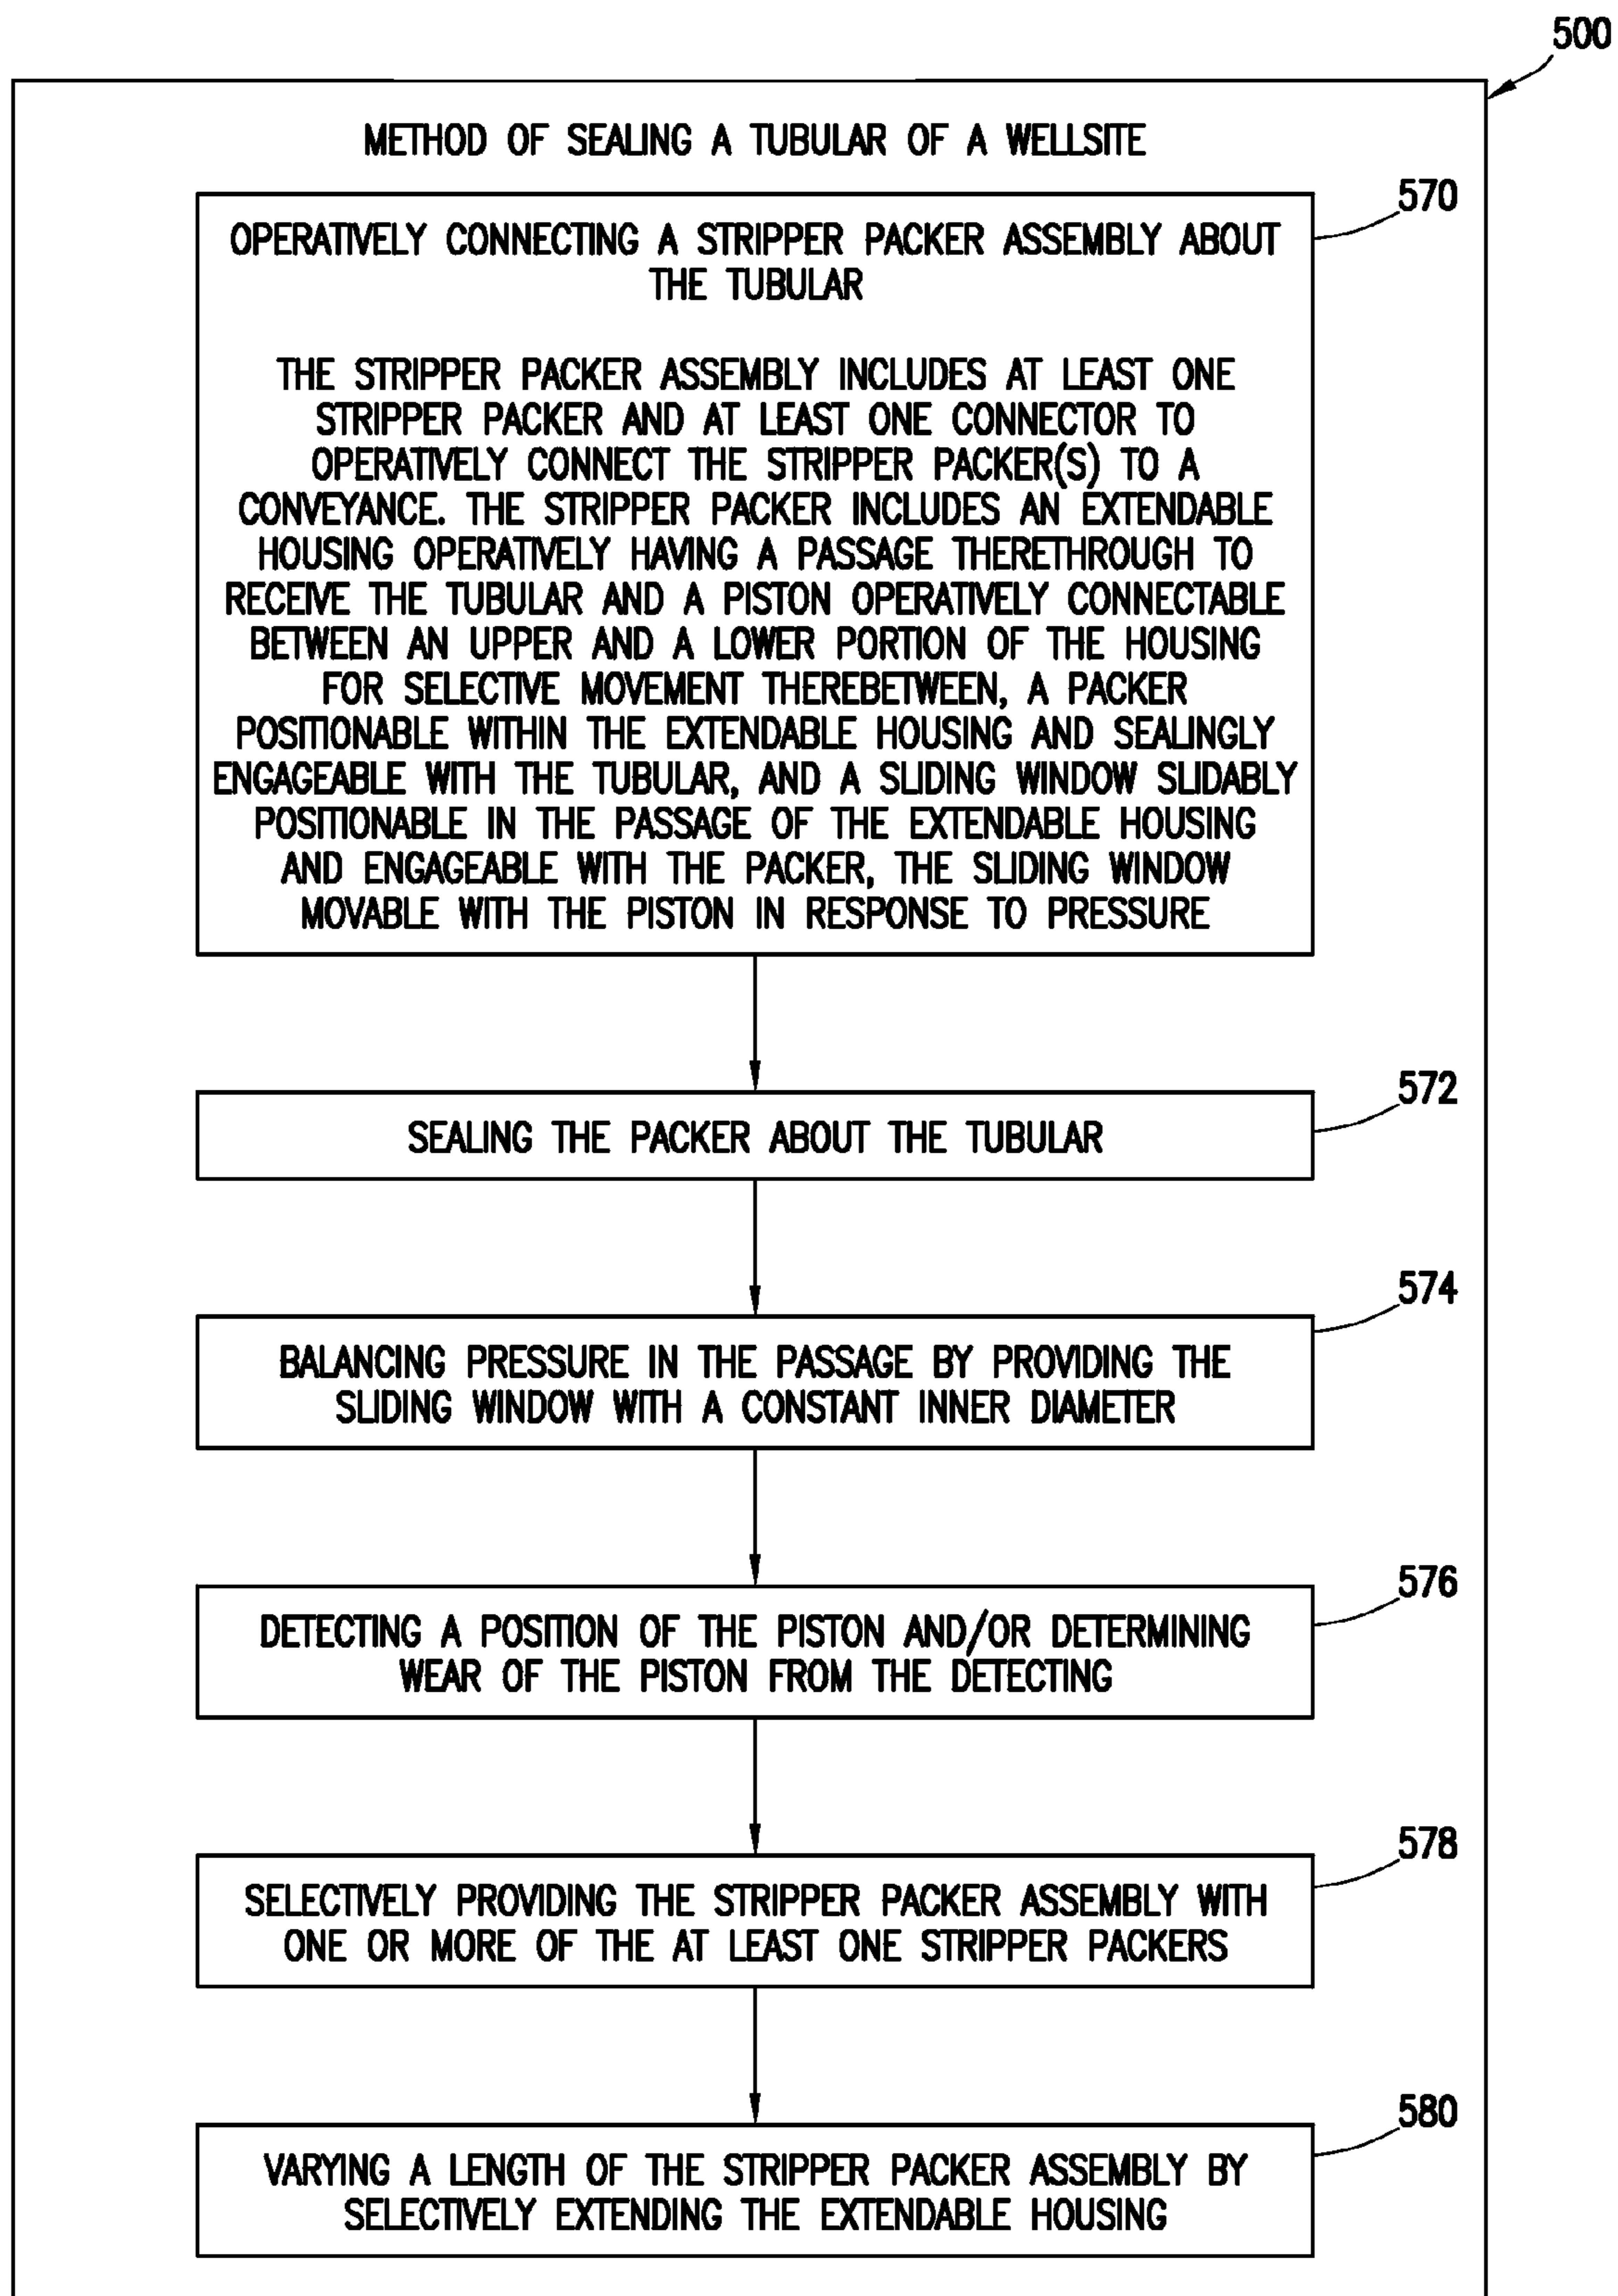 500
METHOD OF SEALING A TUBULAR OF A WELLSITE
570
OPERATIVELY CONNECTING A STRIPPER PACKER ASSEMBLY ABOUT
THE TUBULAR
THE STRIPPER PACKER ASSEMBLY INCLUDES AT LEAST ONE
STRIPPER PACKER AND AT LEAST ONE CONNECTOR TO
OPERATIVELY CONNECT THE STRIPPER PACKER(S) TO A
CONVEYANCE. THE STRIPPER PACKER INCLUDES AN EXTENDABLE
HOUSING OPERATIVELY HAVING A PASSAGE THERETHROUGH TO
RECEIVE THE TUBULAR AND A PISTON OPERATIVELY CONNECTABLE
BETWEEN AN UPPER AND A LOWER PORTION OF THE HOUSING
FOR SELECTIVE MOVEMENT THEREBETWEEN, A PACKER
POSITIONABLE WITHIN THE EXTENDABLE HOUSING AND SEALINGLY
ENGAGEABLE WITH THE TUBULAR, AND A SLIDING WINDOW SLIDABLY
POSITIONABLE IN THE PASSAGE OF THE EXTENDABLE HOUSING
AND ENGAGEABLE WITH THE PACKER, THE SLIDING WINDOW
MOVABLE WITH THE PISTON IN RESPONSE TO PRESSURE
572
SEALING THE PACKER ABOUT THE TUBULAR
574
BALANCING PRESSURE IN THE PASSAGE BY PROVIDING THE
SLIDING WINDOW WITH A CONSTANT INNER DIAMETER
576
DETECTING A POSITION OF THE PISTON AND/OR DETERMINING
WEAR OF THE PISTON FROM THE DETECTING
578
SELECTIVELY PROVIDING THE STRIPPER PACKER ASSEMBLY WITH
ONE OR MORE OF THE AT LEAST ONE STRIPPER PACKERS
580
VARYING A LENGTH OF THE STRIPPER PACKER ASSEMBLY BY
SELECTIVELY EXTENDING THE EXTENDABLE HOUSING